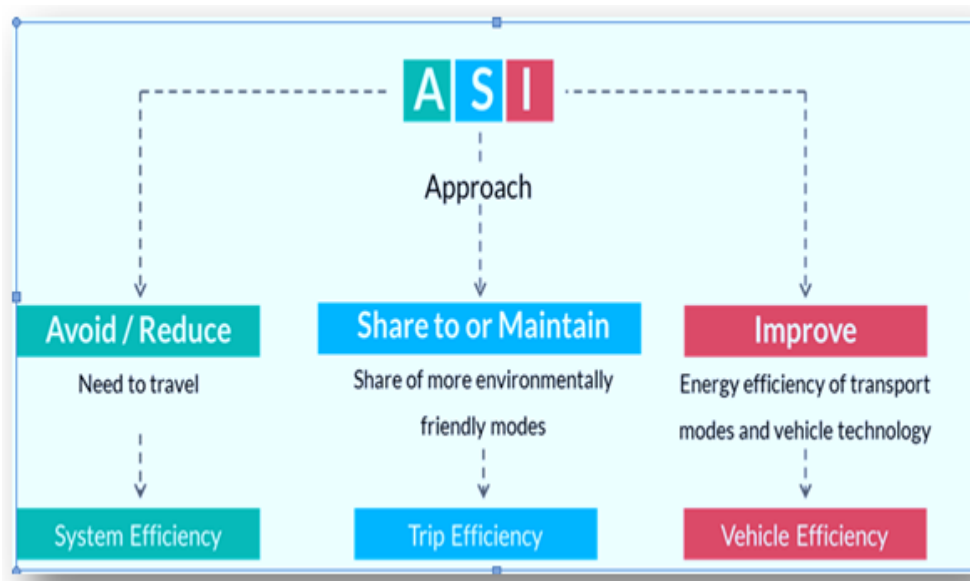 ASI
Approach
Avoid / Reduce
Need to travel
System Efficiency
Share to or Maintain
Share of more environmentally
friendly modes
Trip Efficiency
Improve
Energy efficiency of transport
modes and vehicle technology
Vehicle Efficiency